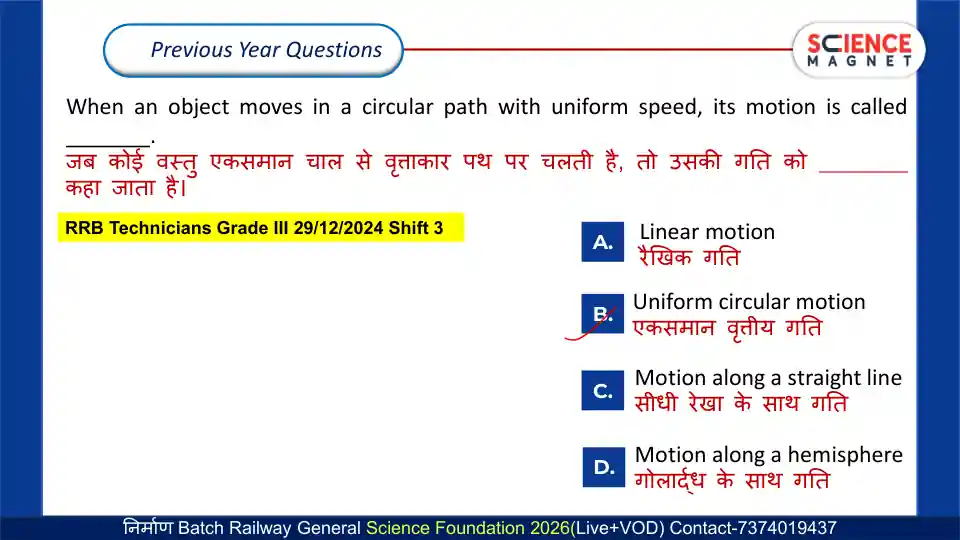 Previous Year Questions
SCIENCE
MAGNET
When an object moves in a circular path with uniform speed, its motion is called
_______.
जब कोई वस्तु एकसमान चाल से वृत्ताकार पथ पर चलती है, तो उसकी गति को ________
कहा जाता है।
RRB Technicians Grade III 29/12/2024 Shift 3
A. Linear motion
रैखिक गति
B. Uniform circular motion
एकसमान वृत्तीय गति
C. Motion along a straight line
सीधी रेखा के साथ गति
D. Motion along a hemisphere
गोलार्द्ध के साथ गति
निर्माण Batch Railway General Science Foundation 2026(Live+VOD) Contact-7374019437